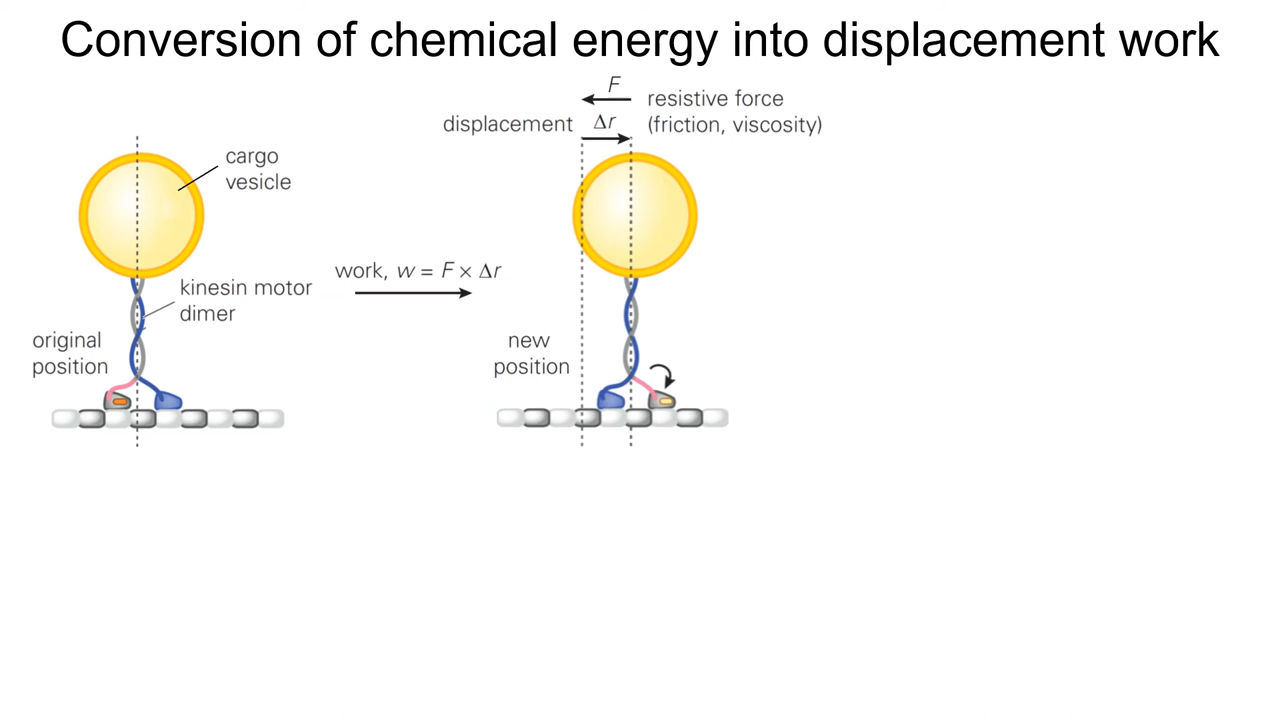 Conversion of chemical energy into displacement work
F
resistive force
(friction, viscosity)
displacement
Δr
cargo
vesicle
work, w = F × Δr
kinesin motor
dimer
original
position
new
position